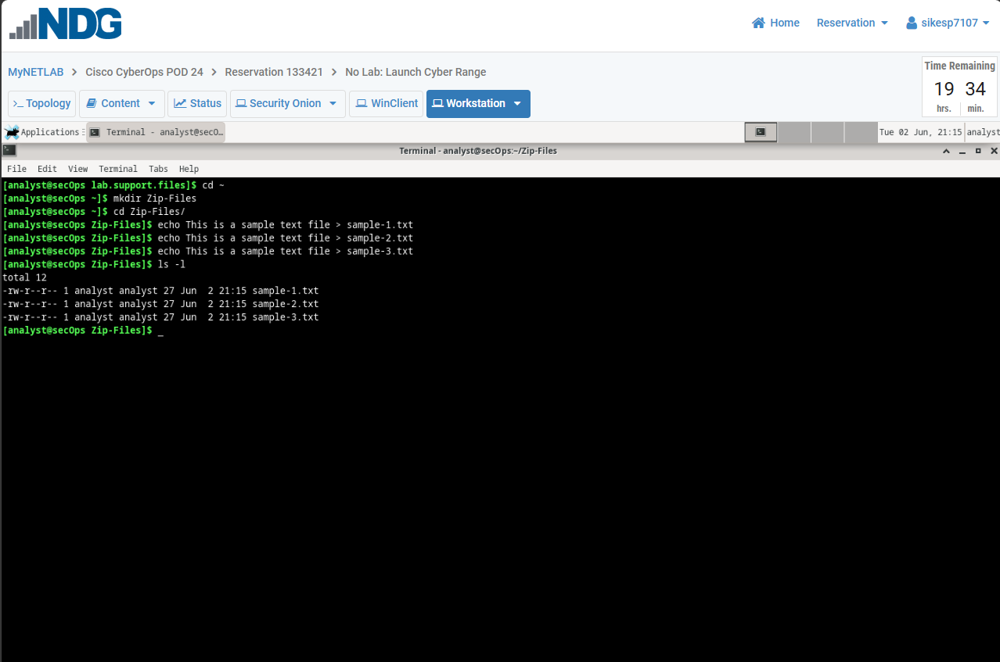 NDG
Home Reservation sikesp7107
MyNETLAB > Cisco CyberOps POD 24 > Reservation 133421 > No Lab: Launch Cyber Range
Time Remaining
19 34
hrs. min.
>_ Topology Content Status Security Onion WinClient Workstation
Applications Terminal - analyst@secO... Tue 02 Jun, 21:15 analyst
Terminal - analyst@secOps:~/Zip-Files
File Edit View Terminal Tabs Help
[analyst@secOps lab.support.files]$ cd ~
[analyst@secOps ~]$ mkdir Zip-Files
[analyst@secOps ~]$ cd Zip-Files/
[analyst@secOps Zip-Files]$ echo This is a sample text file > sample-1.txt
[analyst@secOps Zip-Files]$ echo This is a sample text file > sample-2.txt
[analyst@secOps Zip-Files]$ echo This is a sample text file > sample-3.txt
[analyst@secOps Zip-Files]$ ls -l
total 12
-rw-r--r-- 1 analyst analyst 27 Jun  2 21:15 sample-1.txt
-rw-r--r-- 1 analyst analyst 27 Jun  2 21:15 sample-2.txt
-rw-r--r-- 1 analyst analyst 27 Jun  2 21:15 sample-3.txt
[analyst@secOps Zip-Files]$ _